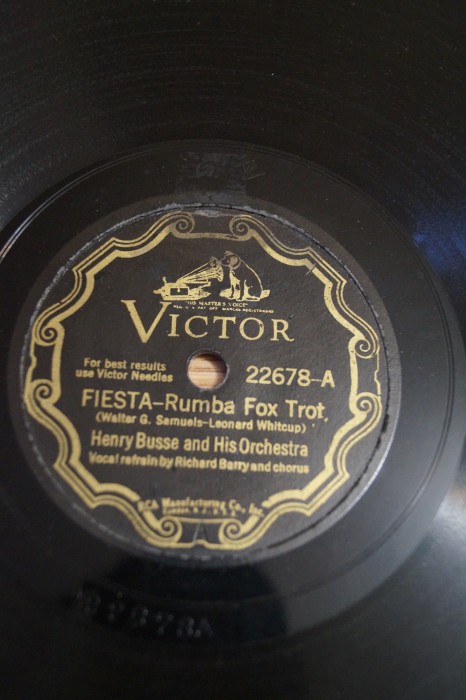 "HIS MASTER'S VOICE"
VICTOR
For best results
use Victor Needles
22678-A
FIESTA-Rumba Fox Trot
(Walter G. Samuels-Leonard Whitcup)
Henry Busse and His Orchestra
Vocal refrain by Richard Barry and chorus
RCA Manufacturing Co., Inc.
CAMDEN, N. J., U. S. A.